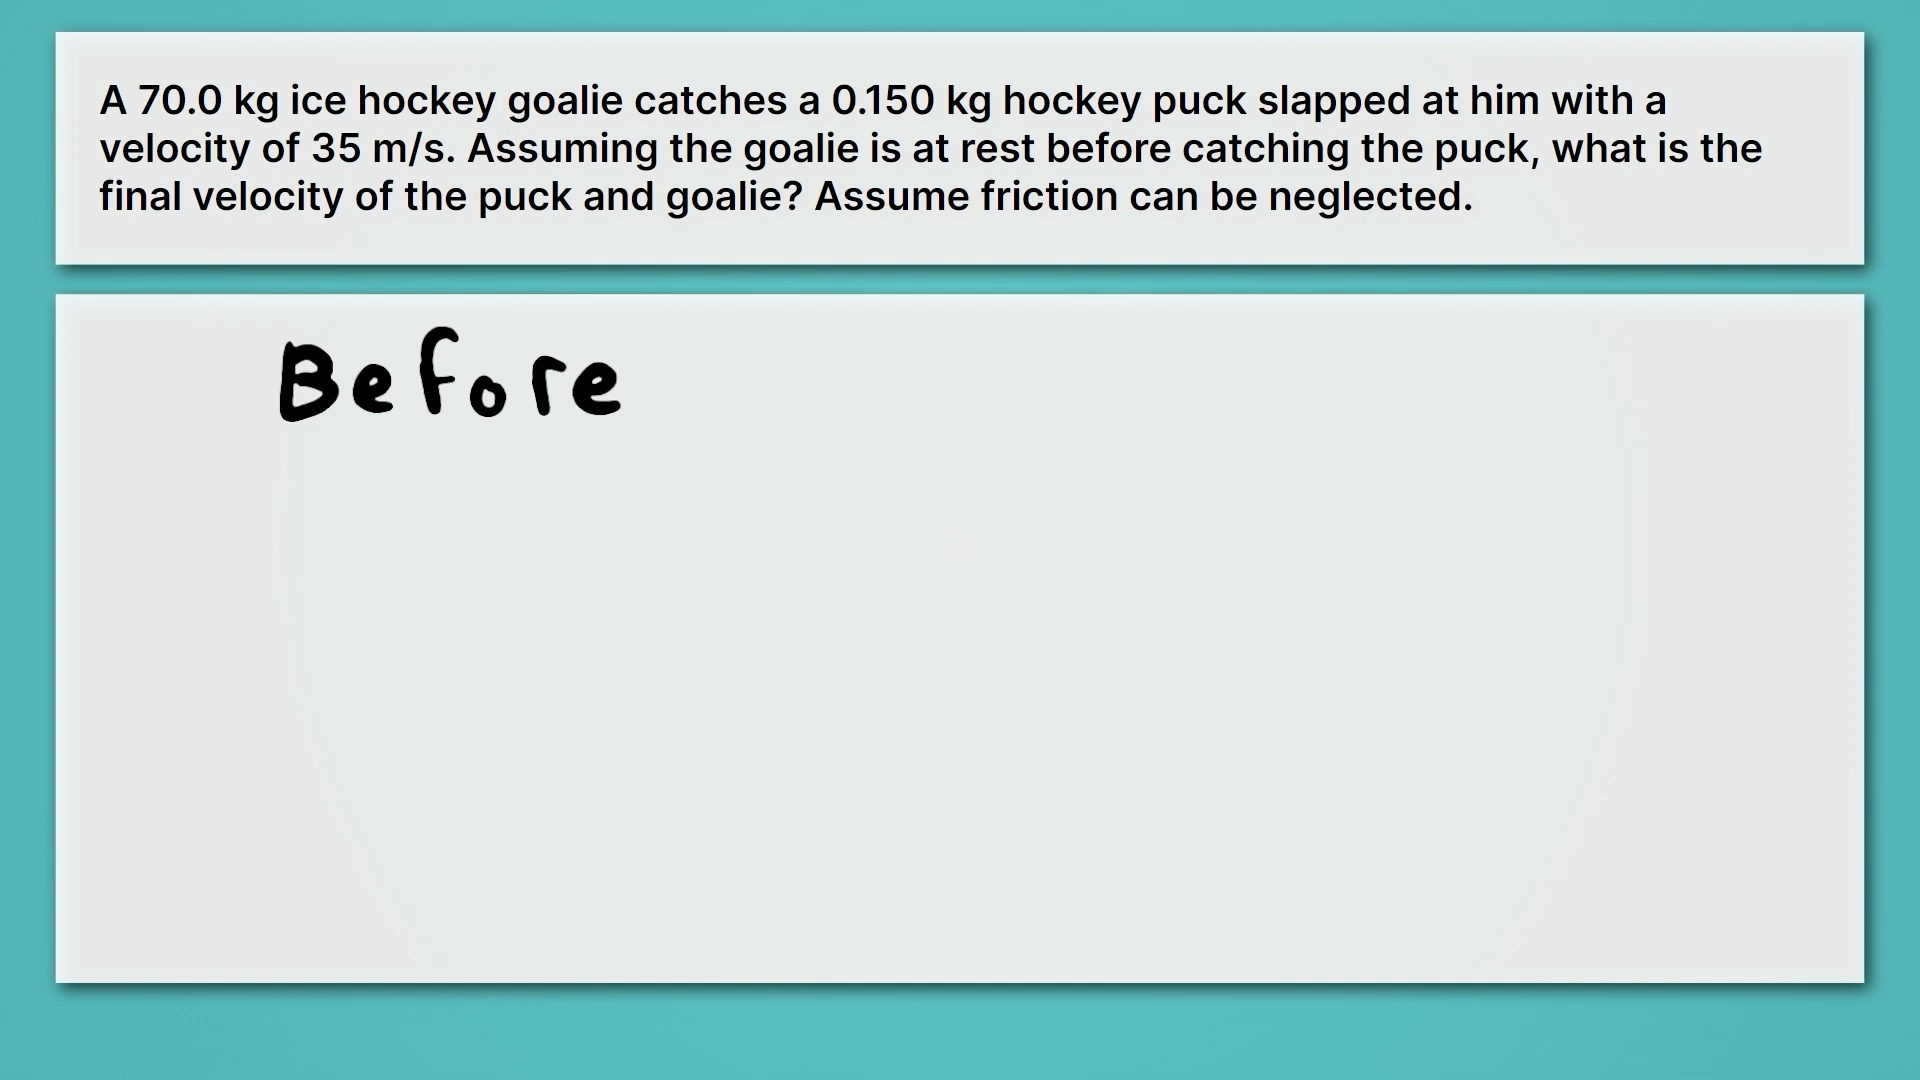 A 70.0 kg ice hockey goalie catches a 0.150 kg hockey puck slapped at him with a
velocity of 35 m/s. Assuming the goalie is at rest before catching the puck, what is the
final velocity of the puck and goalie? Assume friction can be neglected.
Before